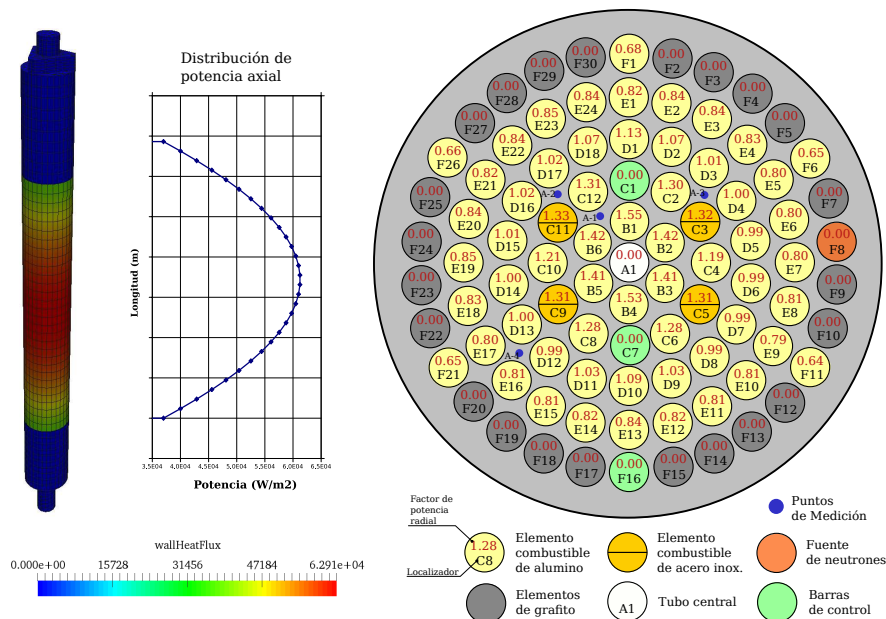 Distribución de
potencia axial
Longitud (m)
3,5E04 4,0E04 4,5E04 5,0E04 5,5E04 6,0E04 6,5E04
Potencia (W/m2)
wallHeatFlux
0.000e+00 15728 31456 47184 6.291e+04
0.68
F1
0.00
F2
0.00
F3
0.00
F4
0.00
F5
0.65
F6
0.00
F7
0.00
F8
0.00
F9
0.00
F10
0.64
F11
0.00
F12
0.00
F13
0.00
F14
0.00
F15
0.00
F16
0.00
F17
0.00
F18
0.00
F19
0.00
F20
0.65
F21
0.00
F22
0.00
F23
0.00
F24
0.00
F25
0.66
F26
0.00
F27
0.00
F28
0.00
F29
0.00
F30
0.82
E1
0.84
E2
0.84
E3
0.83
E4
0.80
E5
0.80
E6
0.80
E7
0.81
E8
0.79
E9
0.81
E10
0.81
E11
0.82
E12
0.84
E13
0.82
E14
0.81
E15
0.81
E16
0.80
E17
0.83
E18
0.85
E19
0.84
E20
0.82
E21
0.84
E22
0.85
E23
0.84
E24
1.13
D1
1.07
D2
1.01
D3
1.00
D4
0.99
D5
0.99
D6
0.99
D7
0.99
D8
1.03
D9
1.09
D10
1.03
D11
0.99
D12
1.00
D13
1.00
D14
1.01
D15
1.02
D16
1.02
D17
1.07
D18
0.00
C1
1.30
C2
1.32
C3
1.19
C4
1.31
C5
1.28
C6
0.00
C7
1.28
C8
1.31
C9
1.21
C10
1.33
C11
1.31
C12
1.55
B1
1.42
B2
1.41
B3
1.53
B4
1.41
B5
1.42
B6
0.00
A1
A-1
A-2
A-3
A-4
Factor de
potencia
radial
1.28
C8
Localizador
Elemento
combustible
de alumino
Elemento
combustible
de acero inox.
Puntos
de Medición
Fuente
de neutrones
Elementos
de grafito
A1
Tubo central
Barras
de control